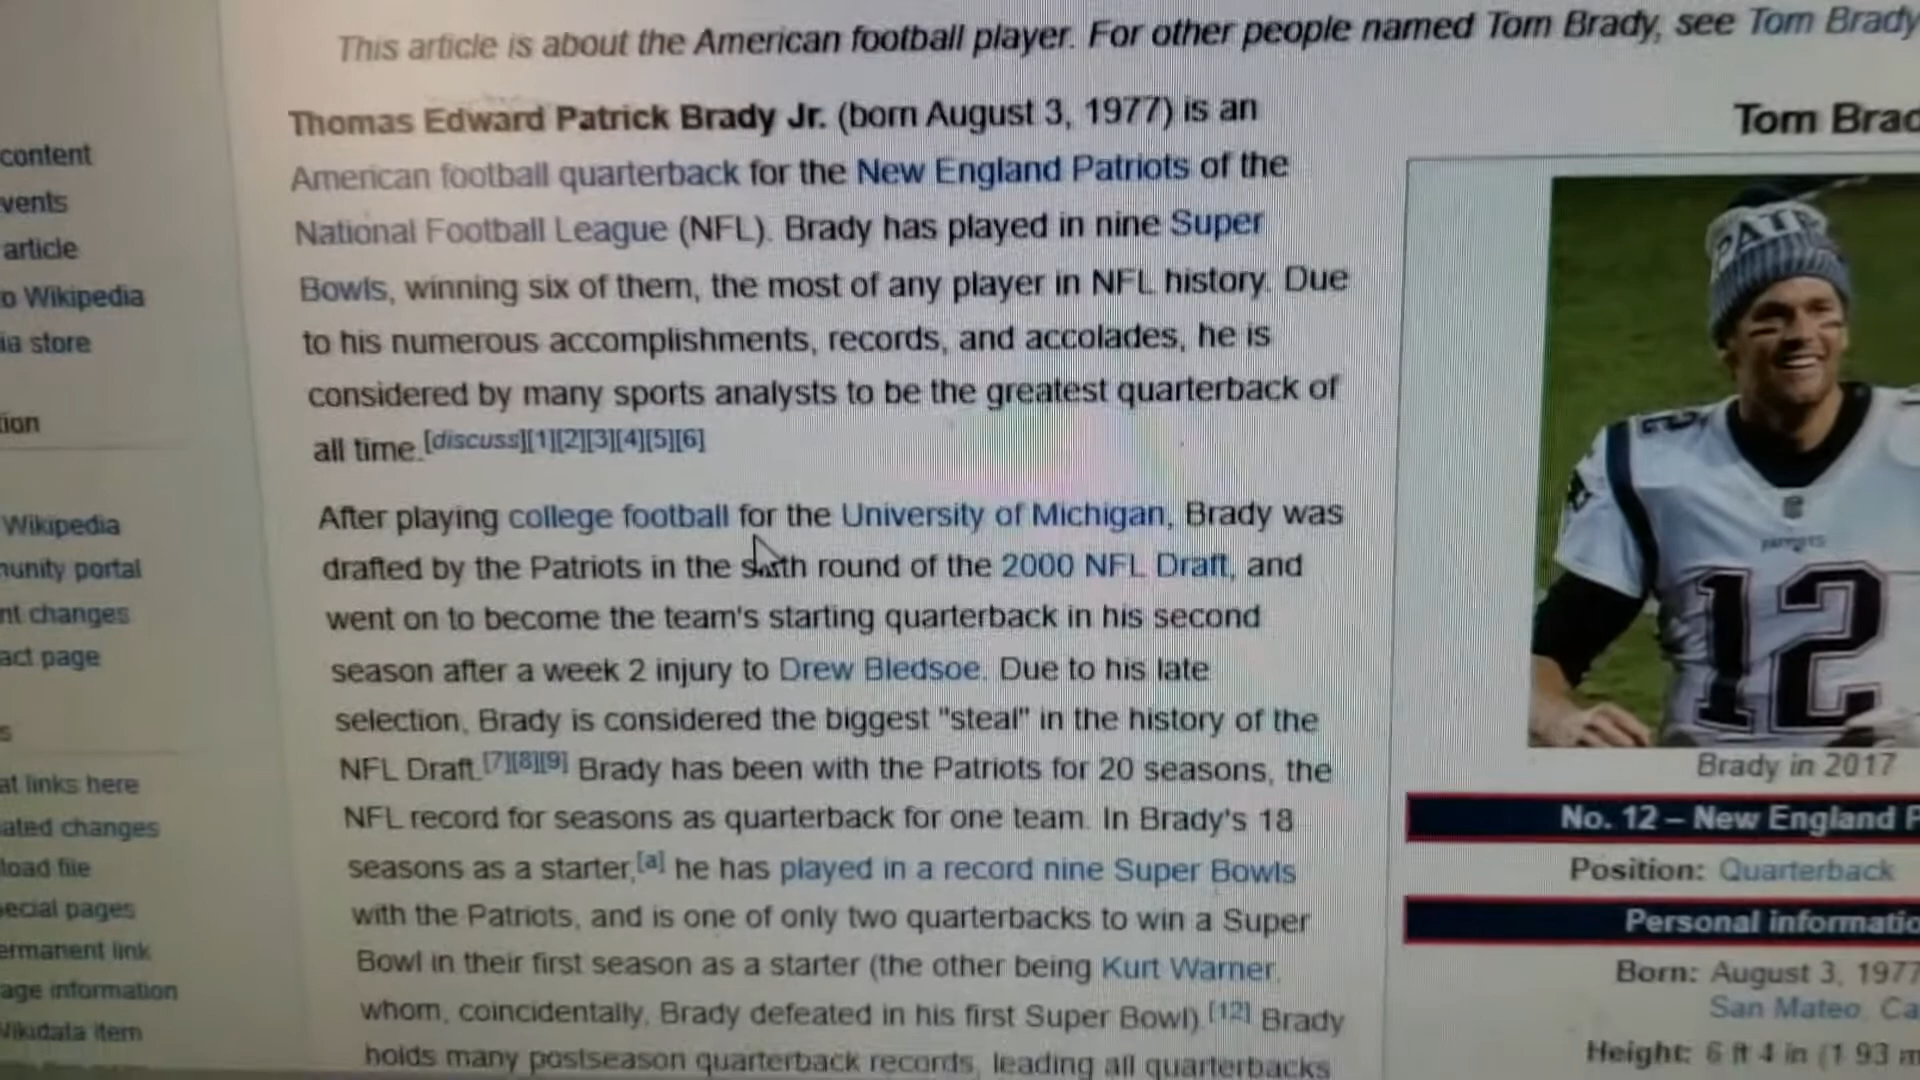 This article is about the American football player. For other people named Tom Brady, see Tom Brady
Thomas Edward Patrick Brady Jr. (born August 3, 1977) is an
American football quarterback for the New England Patriots of the
National Football League (NFL). Brady has played in nine Super
Bowls, winning six of them, the most of any player in NFL history. Due
to his numerous accomplishments, records, and accolades, he is
considered by many sports analysts to be the greatest quarterback of
all time.[discuss][1][2][3][4][5][6]
After playing college football for the University of Michigan, Brady was
drafted by the Patriots in the sixth round of the 2000 NFL Draft, and
went on to become the team's starting quarterback in his second
season after a week 2 injury to Drew Bledsoe. Due to his late
selection, Brady is considered the biggest "steal" in the history of the
NFL Draft.[7][8][9] Brady has been with the Patriots for 20 seasons, the
NFL record for seasons as quarterback for one team. In Brady's 18
seasons as a starter,[a] he has played in a record nine Super Bowls
with the Patriots, and is one of only two quarterbacks to win a Super
Bowl in their first season as a starter (the other being Kurt Warner,
whom, coincidentally, Brady defeated in his first Super Bowl).[12] Brady
holds many postseason quarterback records, leading all quarterbacks
content
vents
article
o Wikipedia
ia store
tion
Wikipedia
nunity portal
nt changes
act page
s
at links here
ated changes
load file
ecial pages
ermanent link
age information
Wikidata item
Tom Brad
PATR
PATRIOTS
12
Brady in 2017
No. 12 – New England P
Position: Quarterback
Personal informatio
Born: August 3, 1977
San Mateo, Ca
Height: 6 ft 4 in (1.93 m